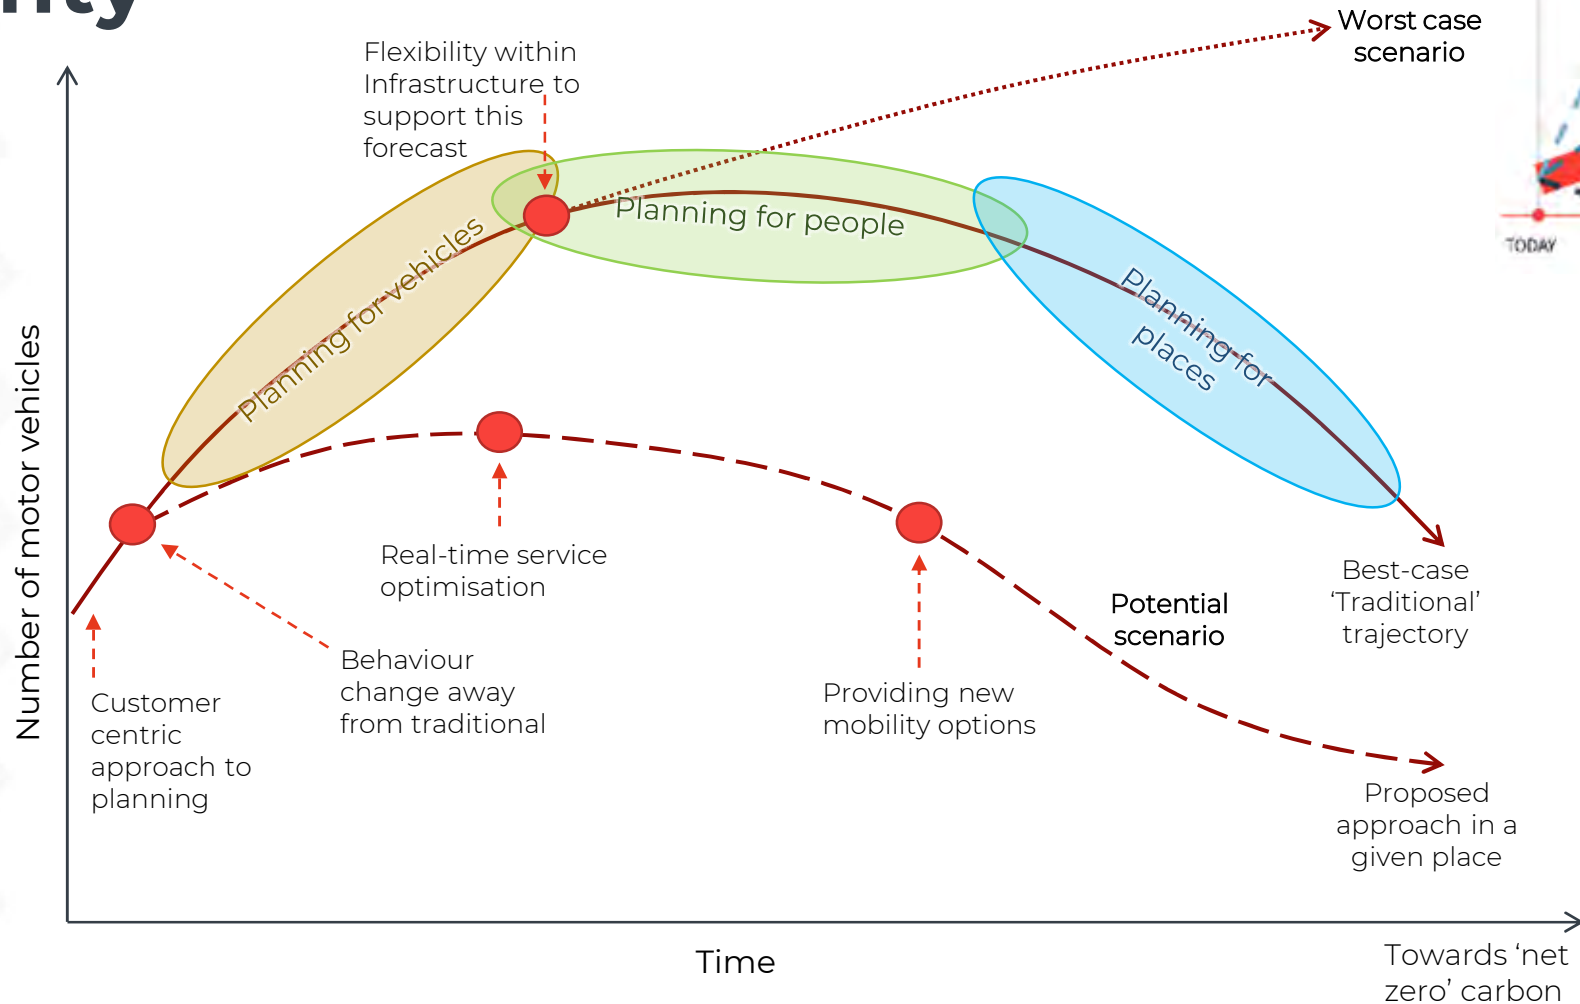 Flexibility within
Infrastructure to
support this
forecast
Worst case
scenario
TODAY
Planning for vehicles
Planning for people
Planning for
places
Number of motor vehicles
Real-time service
optimisation
Behaviour
change away
from traditional
Customer
centric
approach to
planning
Providing new
mobility options
Potential
scenario
Best-case
‘Traditional’
trajectory
Proposed
approach in a
given place
Time
Towards ‘net
zero’ carbon